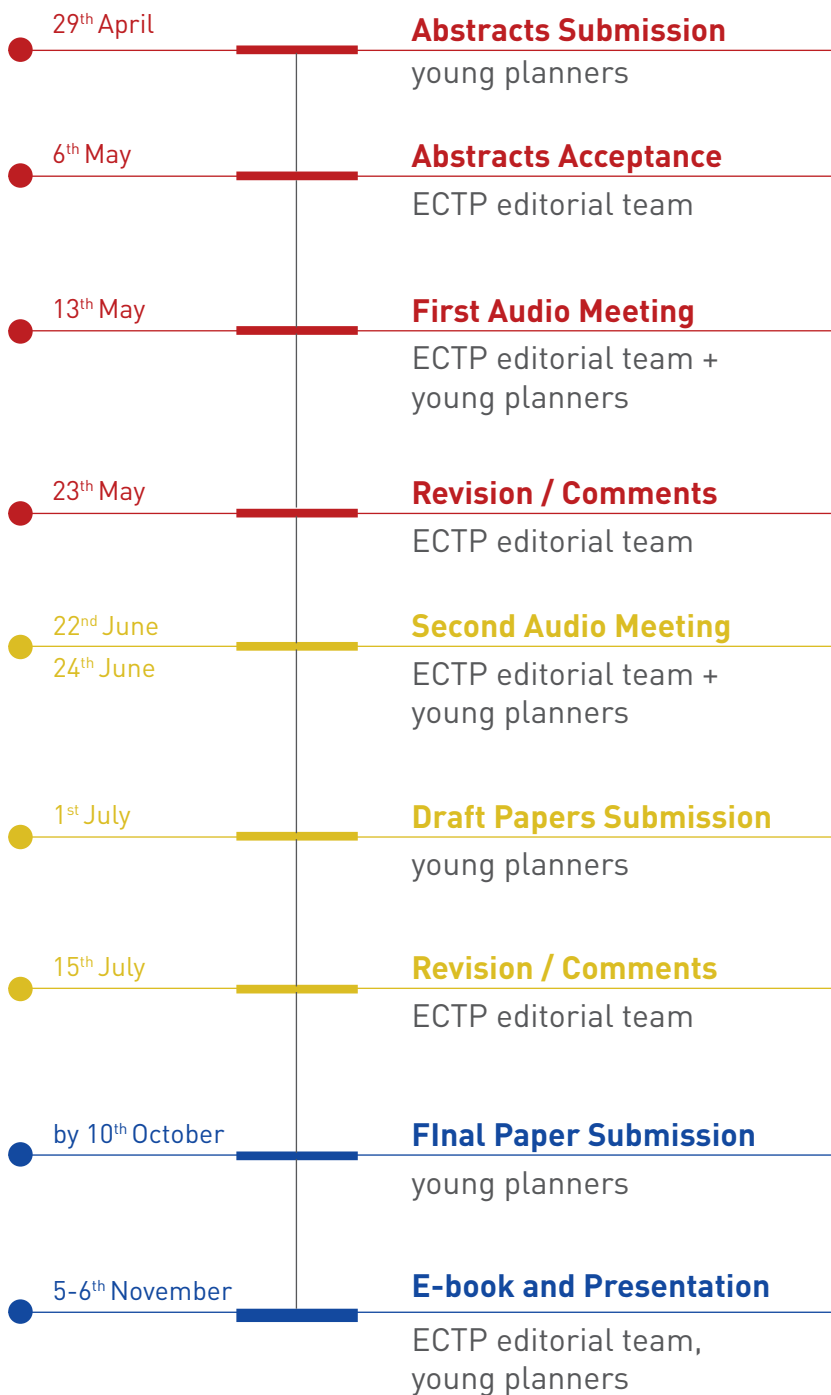 29th April
Abstracts Submission
young planners
6th May
Abstracts Acceptance
ECTP editorial team
13th May
First Audio Meeting
ECTP editorial team +
young planners
23th May
Revision / Comments
ECTP editorial team
22nd June
24th June
Second Audio Meeting
ECTP editorial team +
young planners
1st July
Draft Papers Submission
young planners
15th July
Revision / Comments
ECTP editorial team
by 10th October
FInal Paper Submission
young planners
5-6th November
E-book and Presentation
ECTP editorial team,
young planners